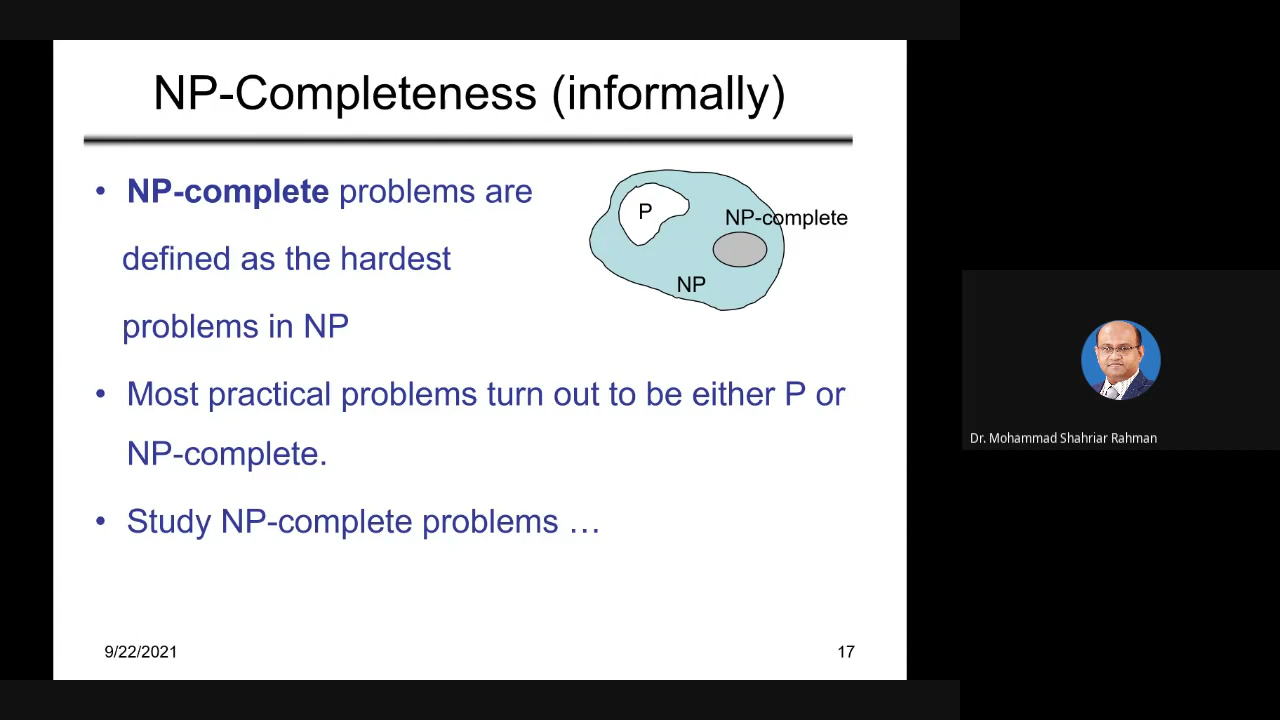 NP-Completeness (informally)
• NP-complete problems are
defined as the hardest
problems in NP
P
NP-complete
NP
• Most practical problems turn out to be either P or
NP-complete.
• Study NP-complete problems …
9/22/2021
17
Dr. Mohammad Shahriar Rahman